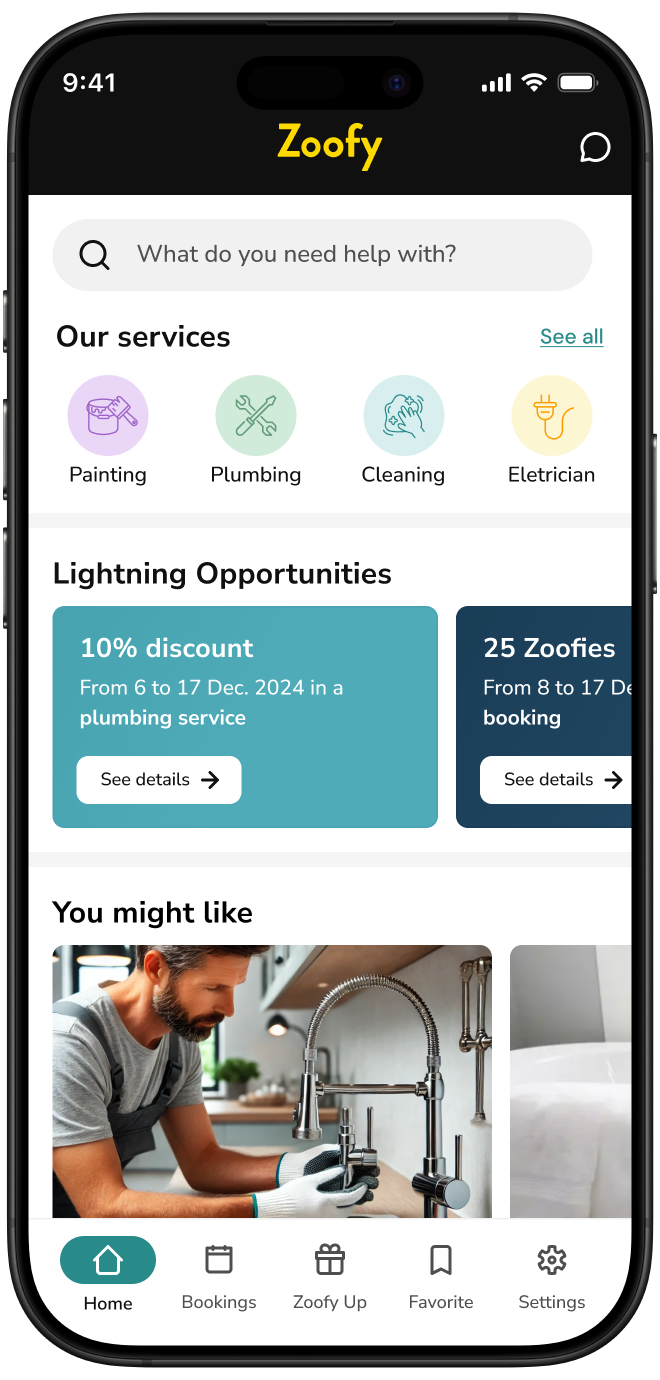 9:41
Zoofy
What do you need help with?
Our services
See all
Painting
Plumbing
Cleaning
Eletrician
Lightning Opportunities
10% discount
From 6 to 17 Dec. 2024 in a
plumbing service
See details
25 Zoofies
From 8 to 17 De
booking
See details
You might like
Home
Bookings
Zoofy Up
Favorite
Settings